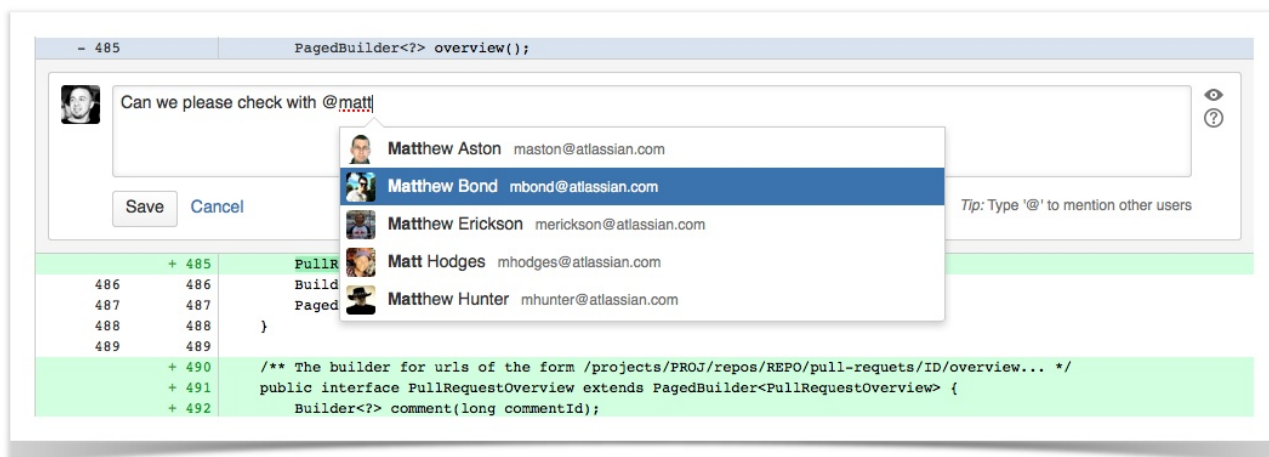 - 485 PagedBuilder<?> overview();
Can we please check with @matt
Matthew Aston maston@atlassian.com
Matthew Bond mbond@atlassian.com
Matthew Erickson merickson@atlassian.com
Matt Hodges mhodges@atlassian.com
Matthew Hunter mhunter@atlassian.com
Save Cancel
Tip: Type '@' to mention other users
+ 485 PullR
486 486 Build
487 487 Paged
488 488 }
489 489
+ 490 /** The builder for urls of the form /projects/PROJ/repos/REPO/pull-requets/ID/overview... */
+ 491 public interface PullRequestOverview extends PagedBuilder<PullRequestOverview> {
+ 492 Builder<?> comment(long commentId);